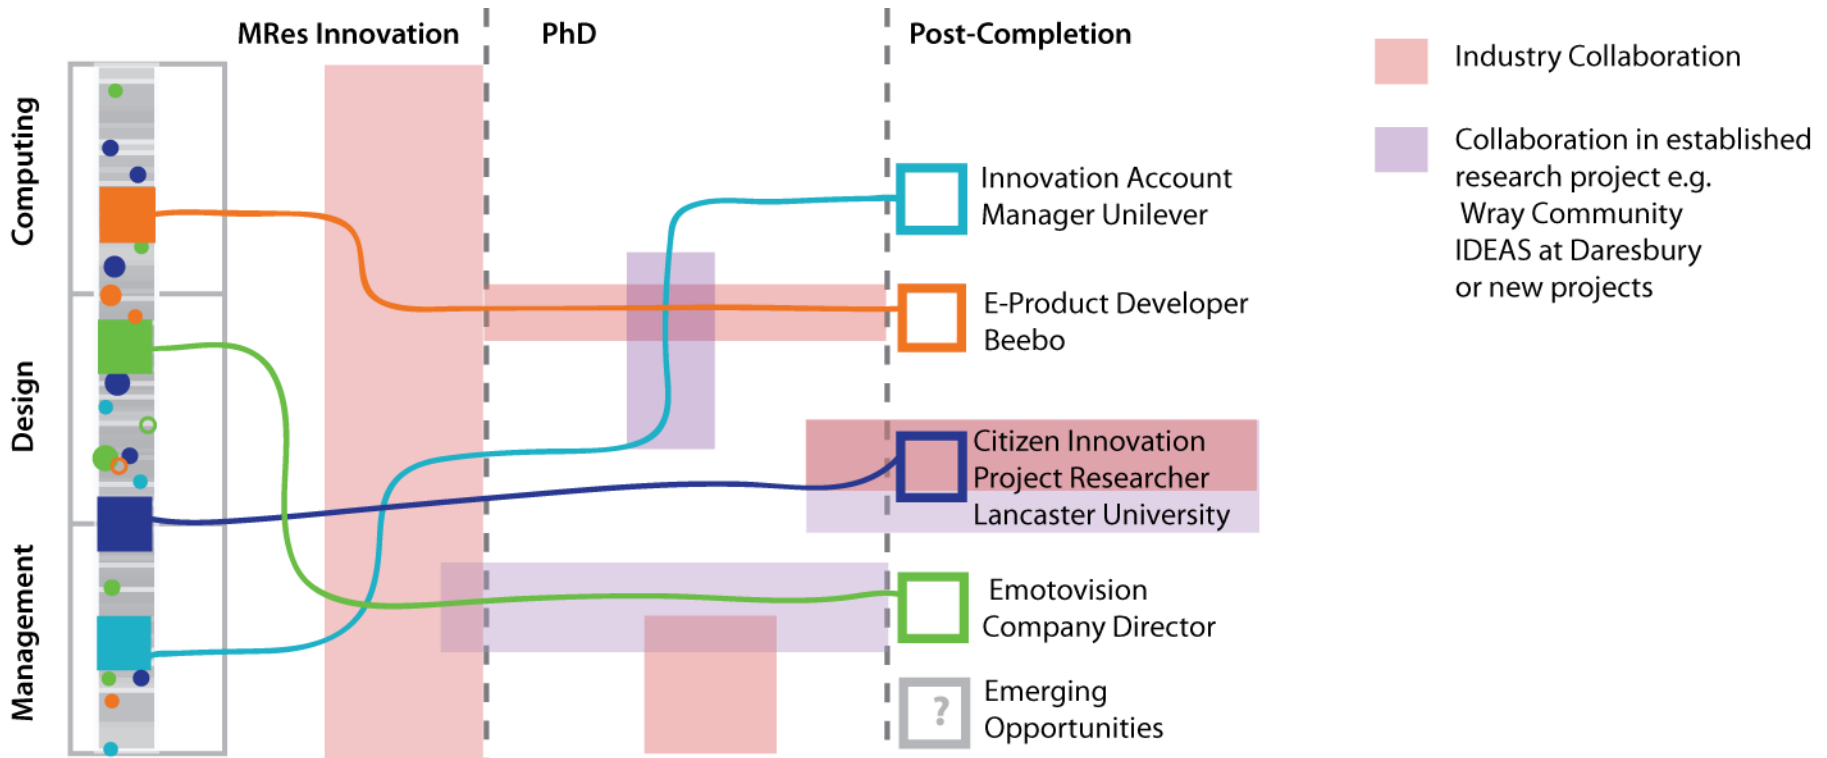 MRes Innovation
PhD
Post-Completion
Computing
Design
Management
Innovation Account
Manager Unilever
E-Product Developer
Beebo
Citizen Innovation
Project Researcher
Lancaster University
Emotovision
Company Director
?
Emerging
Opportunities
Industry Collaboration
Collaboration in established
research project e.g.
Wray Community
IDEAS at Daresbury
or new projects